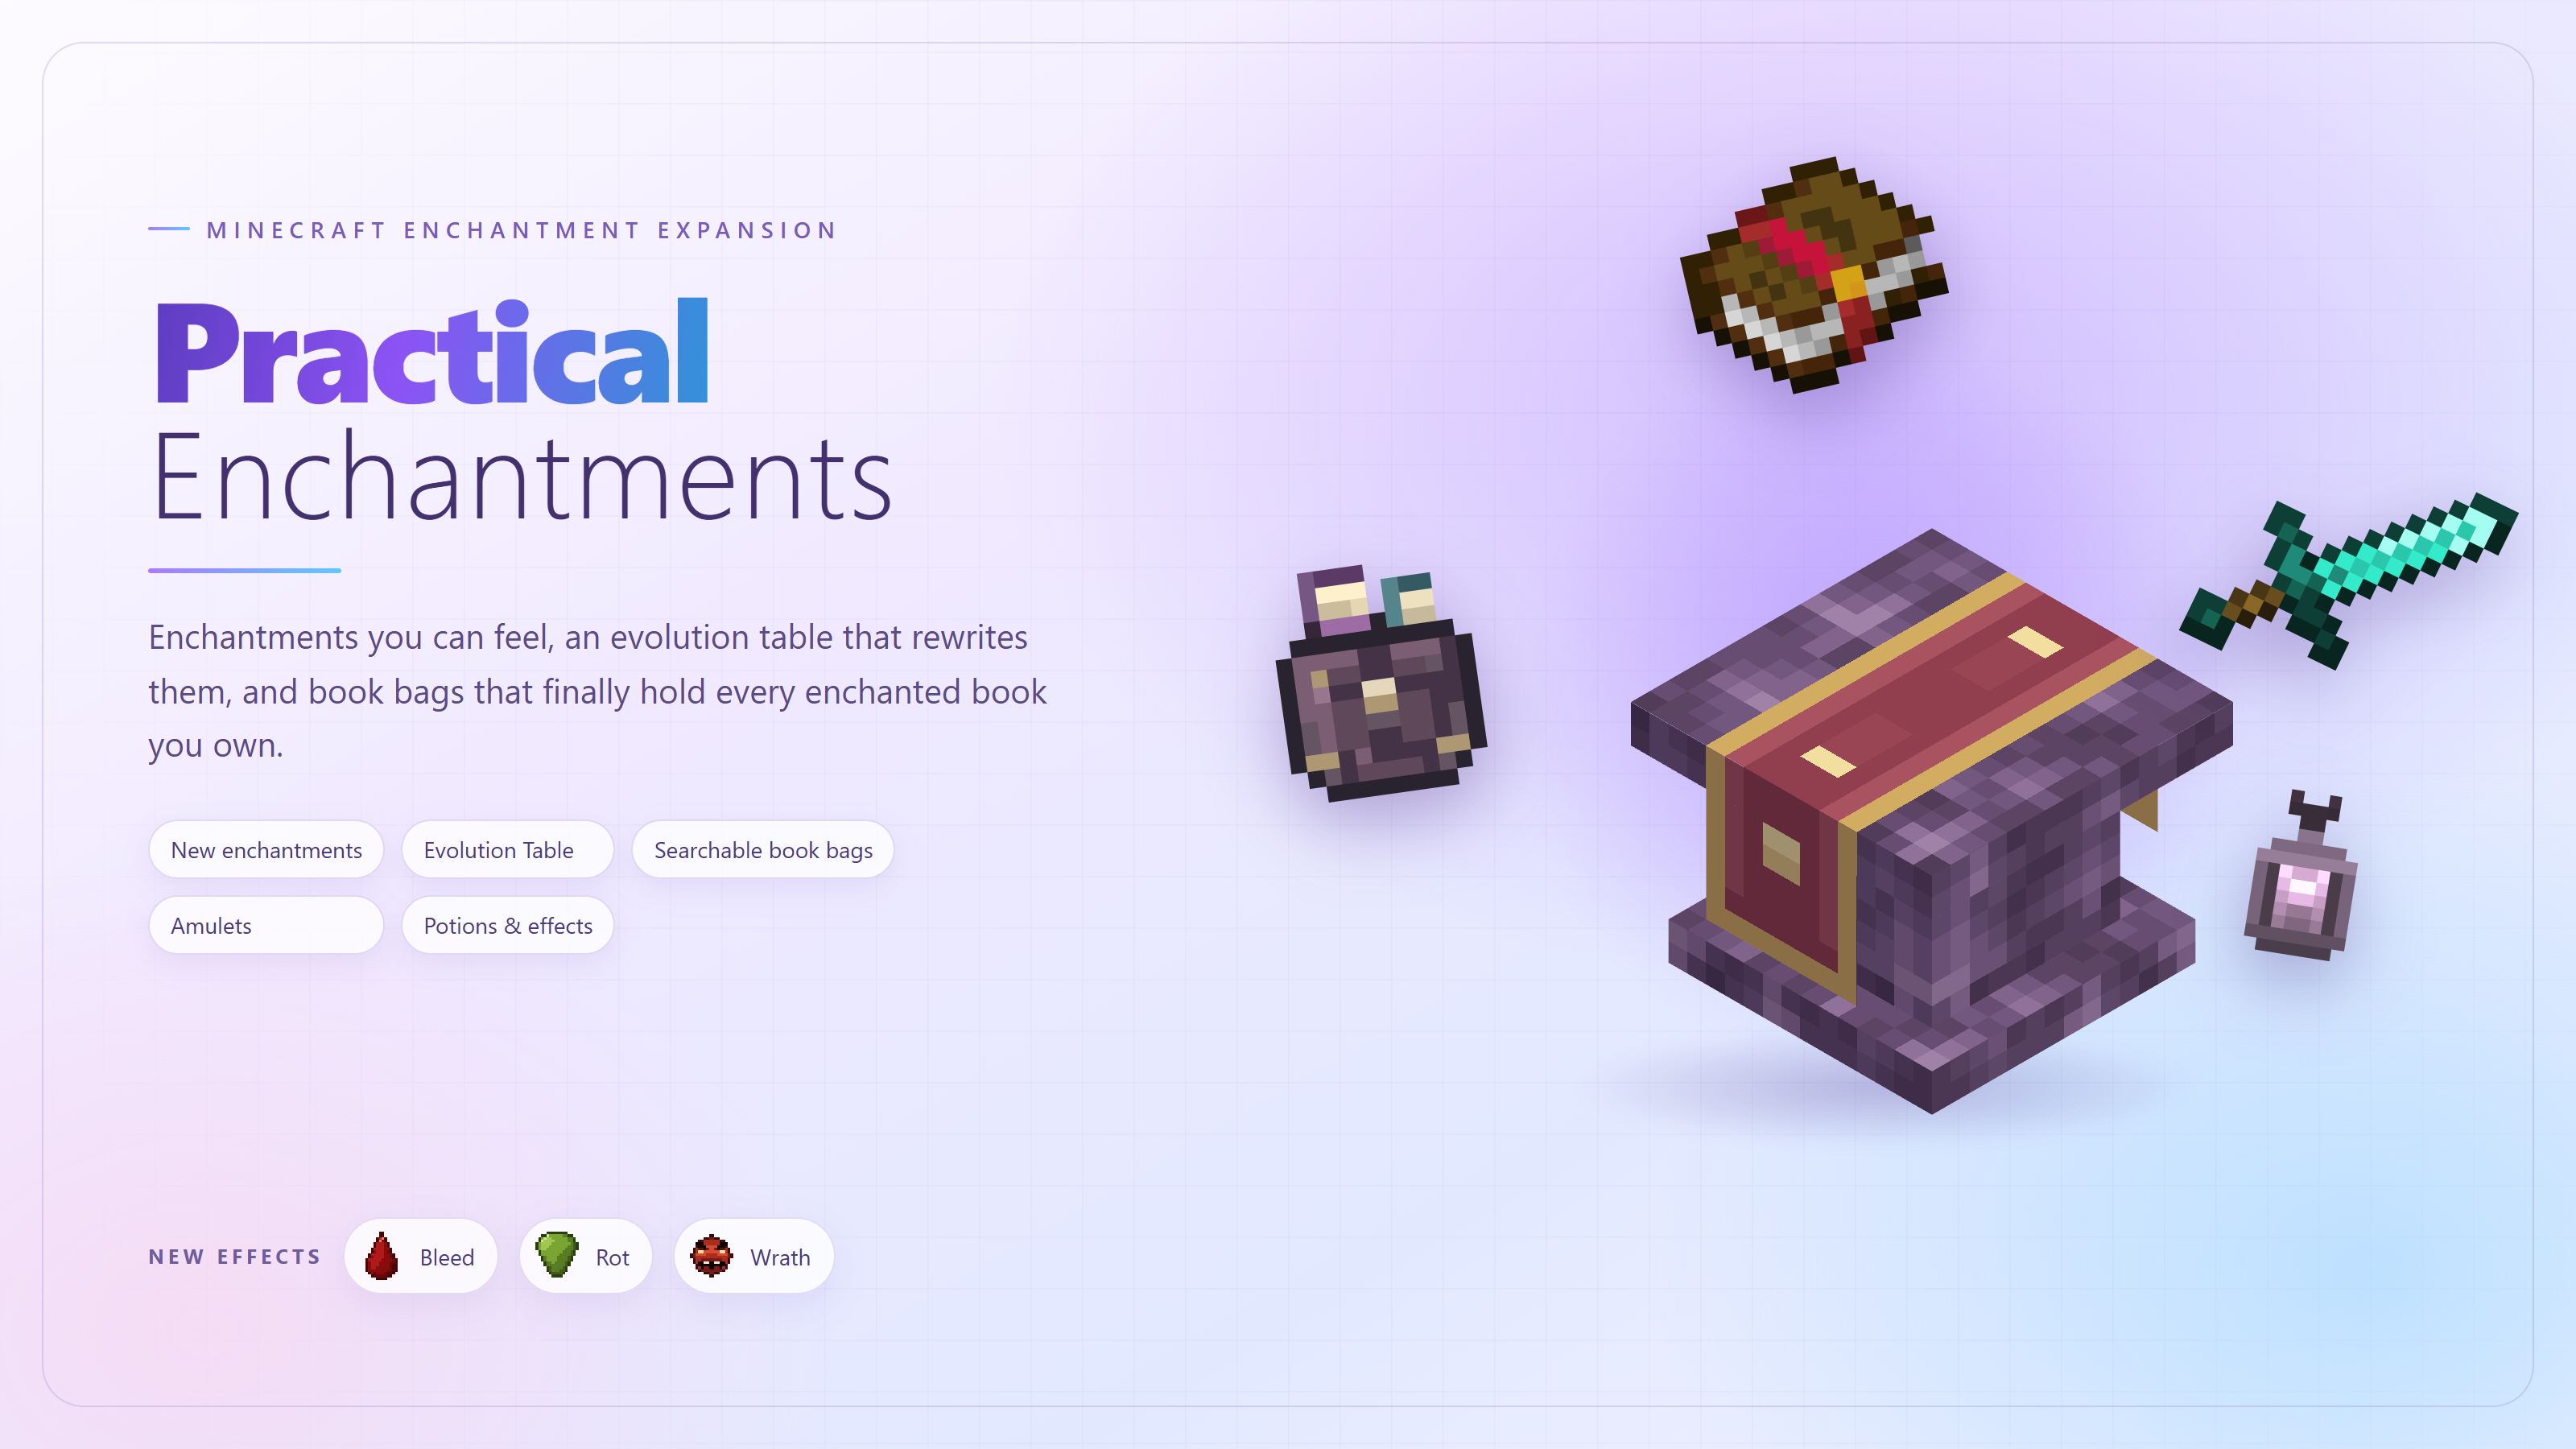 MINECRAFT ENCHANTMENT EXPANSION
Practical
Enchantments
Enchantments you can feel, an evolution table that rewrites
them, and book bags that finally hold every enchanted book
you own.
New enchantments
Evolution Table
Searchable book bags
Amulets
Potions & effects
NEW EFFECTS
Bleed
Rot
Wrath